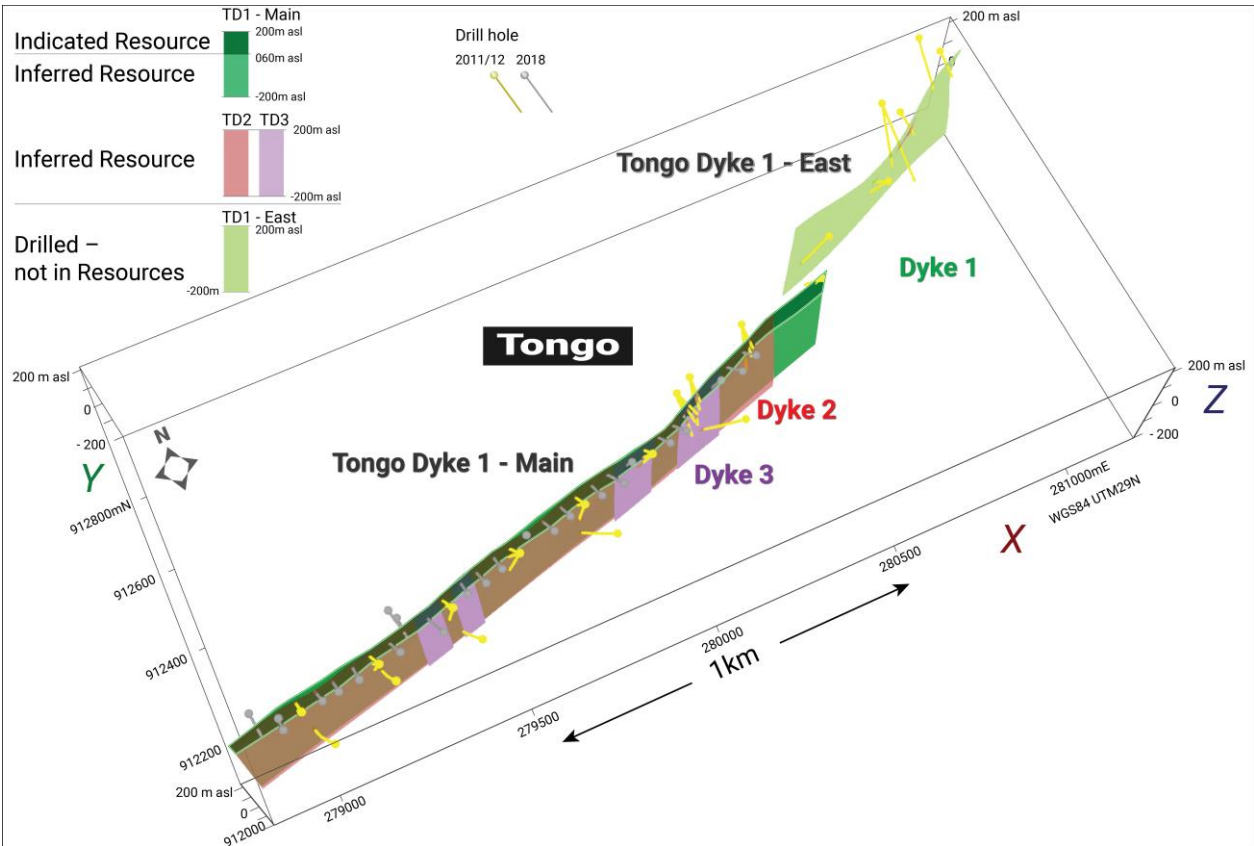 TD1 - Main
Indicated Resource
200m asl
060m asl
Inferred Resource
-200m asl
TD2 TD3
200m asl
Inferred Resource
-200m asl
TD1 - East
200m asl
Drilled –
not in Resources
-200m
Drill hole
2011/12 2018
200 m asl
0
Tongo Dyke 1 - East
Dyke 1
Tongo
200 m asl
0
- 200
Y
N
Tongo Dyke 1 - Main
Dyke 2
Dyke 3
200 m asl
0
- 200
Z
281000mE
WGS84 UTM29N
X
912800mN
912600
912400
912200
200 m asl
0
912000
279000
279500
280000
280500
1km